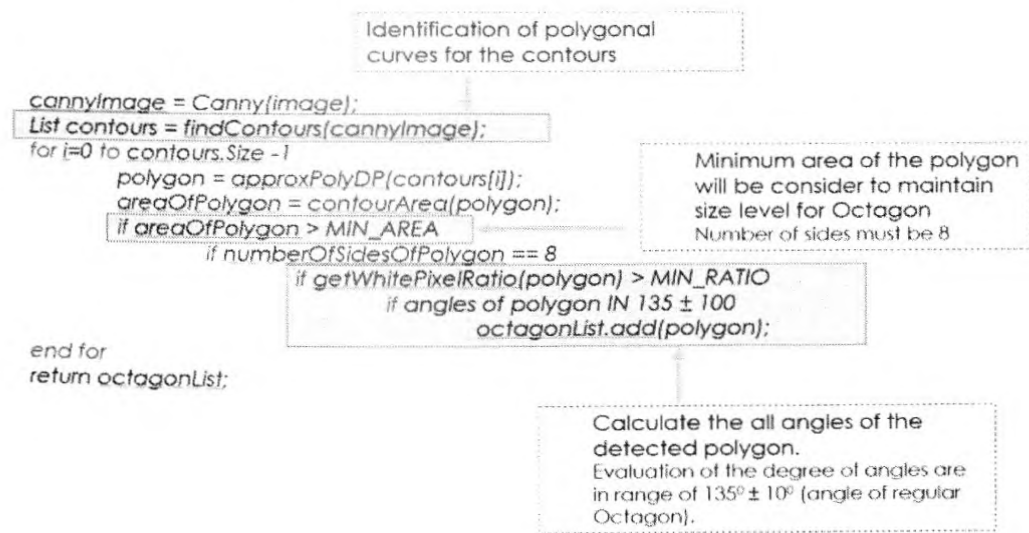 Identification of polygonal
curves for the contours
cannyImage = Canny(image);
List contours = findContours(cannyImage);
for i=0 to contours.Size -1
polygon = approxPolyDP(contours[i]);
areaOfPolygon = contourArea(polygon);
if areaOfPolygon > MIN_AREA
if numberOfSidesOfPolygon == 8
if getWhitePixelRatio(polygon) > MIN_RATIO
if angles of polygon IN 135 ± 100
octagonList.add(polygon);
end for
return octagonList;
Minimum area of the polygon
will be consider to maintain
size level for Octagon
Number of sides must be 8
Calculate the all angles of the
detected polygon.
Evaluation of the degree of angles are
in range of 135⁰ ± 10⁰ (angle of regular
Octagon).